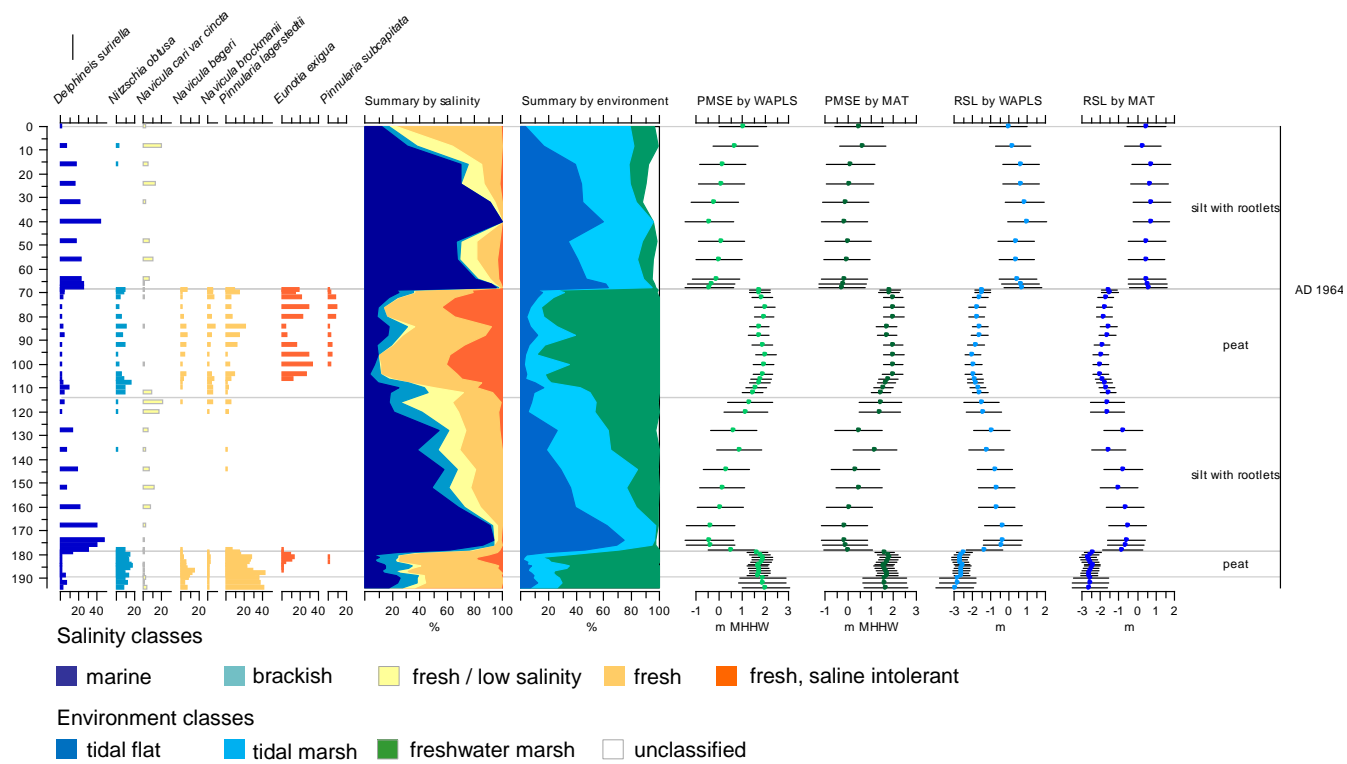 Delphineis surirella
Nitzschia obtusa
Navicula cari var cincta
Navicula begeri
Navicula brockmanii
Pinnularia lagerstedtii
Eunotia exigua
Pinnularia subcapitata
Summary by salinity
Summary by environment
PMSE by WAPLS
PMSE by MAT
RSL by WAPLS
RSL by MAT
0
10
20
30
40
50
60
70
80
90
100
110
120
130
140
150
160
170
180
190
silt with rootlets
AD 1964
peat
silt with rootlets
peat
20 40
20
20
20
20
20 40
20 40
20
20 40 60 80 100
20 40 60 80 100
-1 0 1 2 3
-1 0 1 2 3
-3 -2 -1 0 1 2
-3 -2 -1 0 1 2
%
%
m MHHW
m MHHW
m
m
Salinity classes
marine
brackish
fresh / low salinity
fresh
fresh, saline intolerant
Environment classes
tidal flat
tidal marsh
freshwater marsh
unclassified